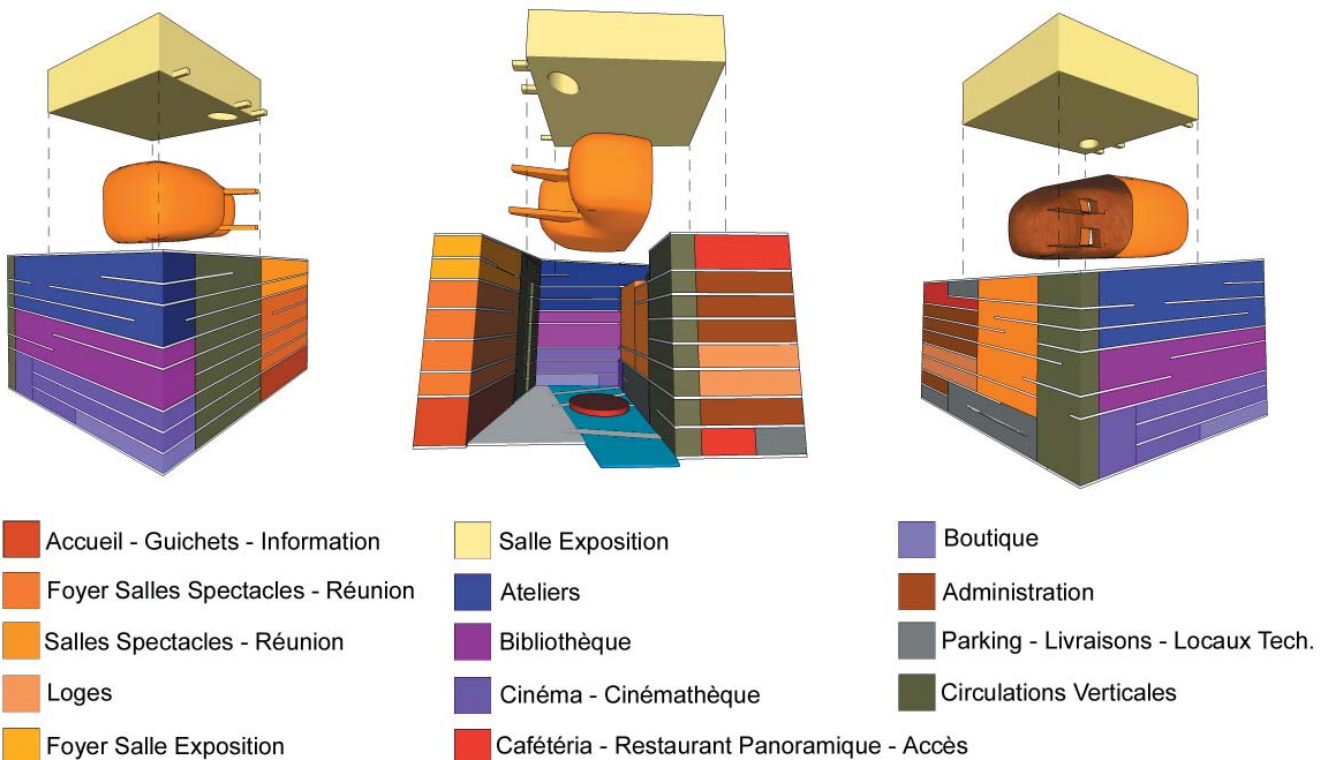 Accueil - Guichets - Information
Foyer Salles Spectacles - Réunion
Salles Spectacles - Réunion
Loges
Foyer Salle Exposition
Salle Exposition
Ateliers
Bibliothèque
Cinéma - Cinémathèque
Cafétéria - Restaurant Panoramique - Accès
Boutique
Administration
Parking - Livraisons - Locaux Tech.
Circulations Verticales